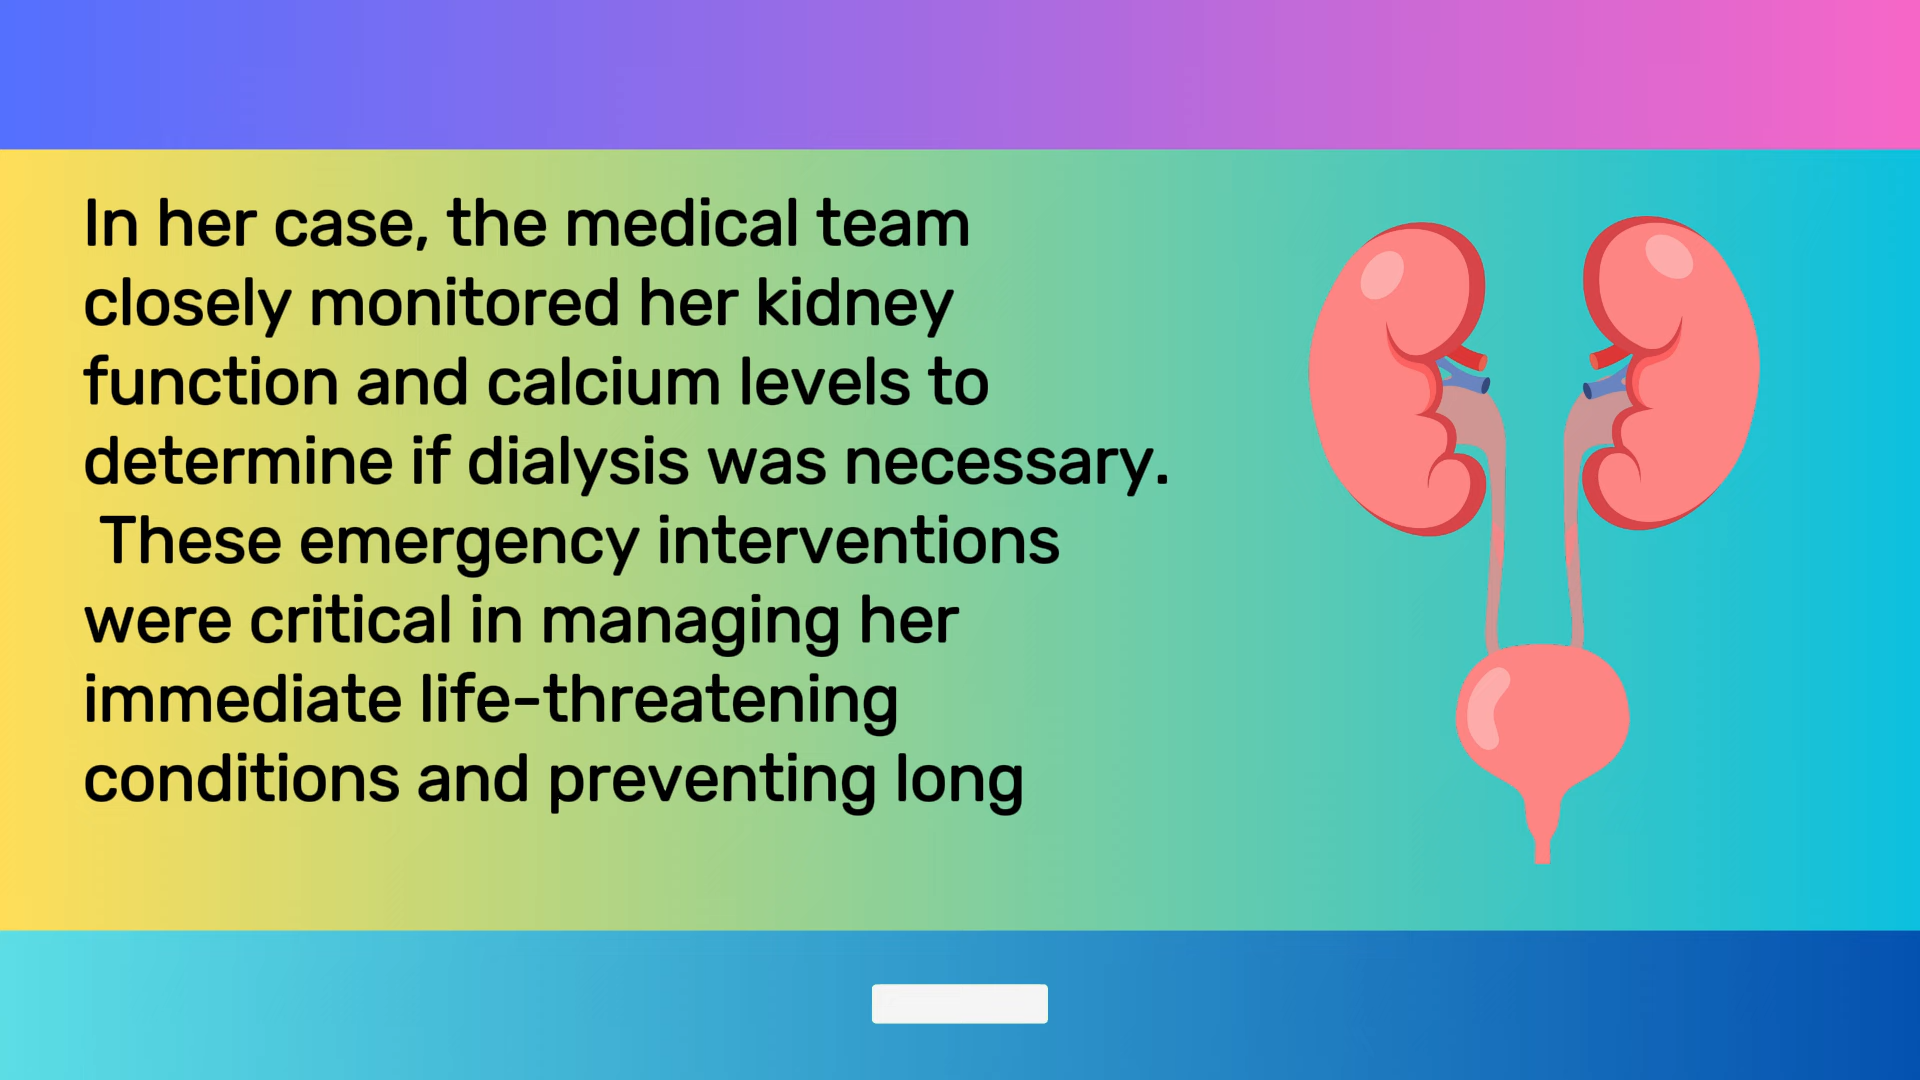 In her case, the medical team
closely monitored her kidney
function and calcium levels to
determine if dialysis was necessary.
These emergency interventions
were critical in managing her
immediate life-threatening
conditions and preventing long